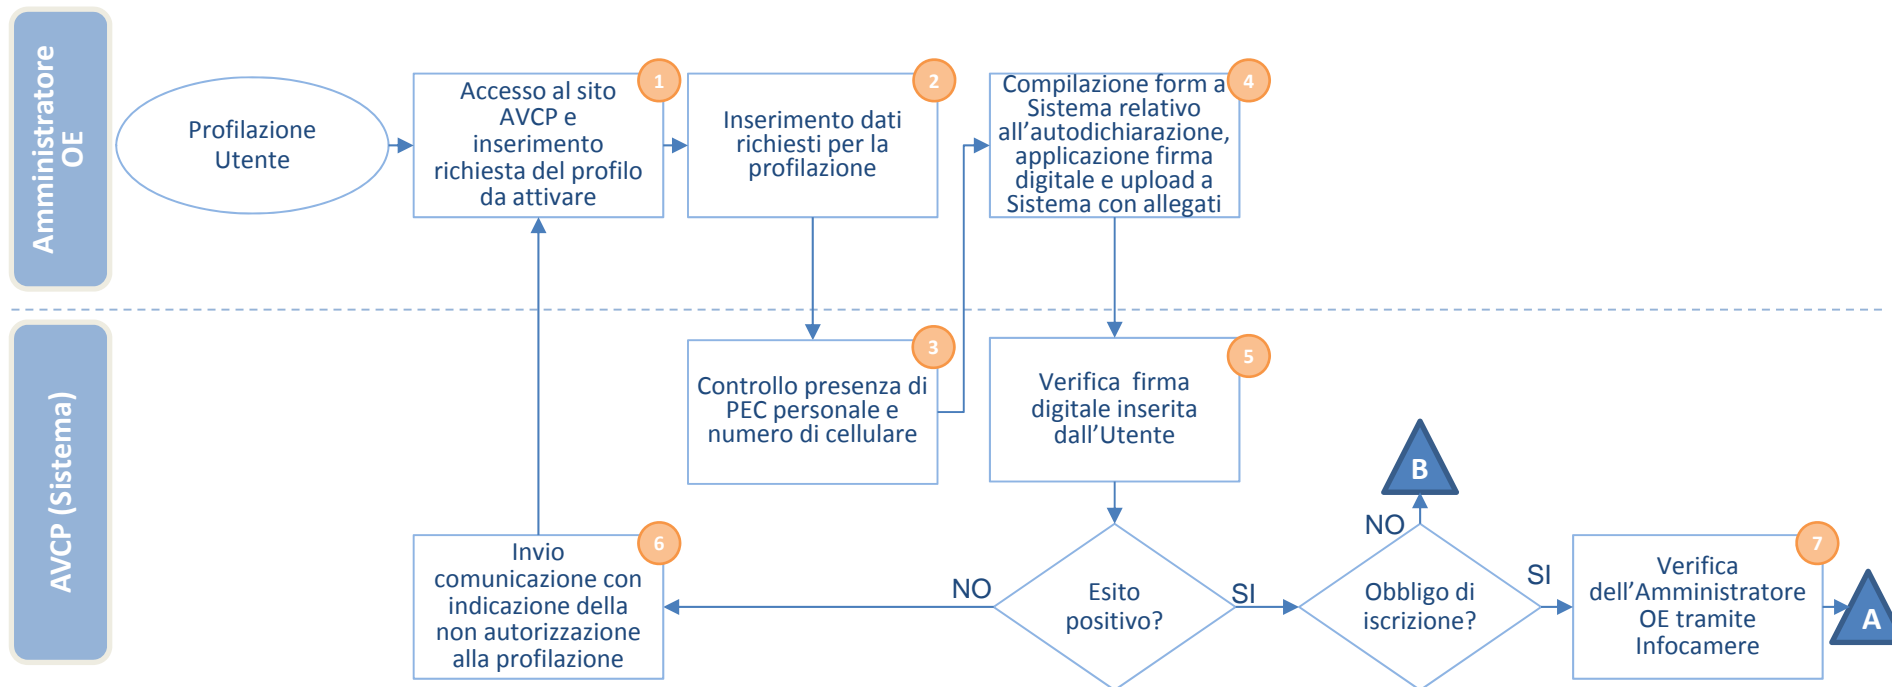 Amministratore
OE
Profilazione
Utente
1
Accesso al sito
AVCP e
inserimento
richiesta del profilo
da attivare
2
Inserimento dati
richiesti per la
profilazione
4
Compilazione form a
Sistema relativo
all’autodichiarazione,
applicazione firma
digitale e upload a
Sistema con allegati
AVCP (Sistema)
3
Controllo presenza di
PEC personale e
numero di cellulare
5
Verifica  firma
digitale inserita
dall’Utente
6
Invio
comunicazione con
indicazione della
non autorizzazione
alla profilazione
NO
Esito
positivo?
SI
B
NO
Obbligo di
iscrizione?
SI
7
Verifica
dell’Amministratore
OE tramite
Infocamere
A